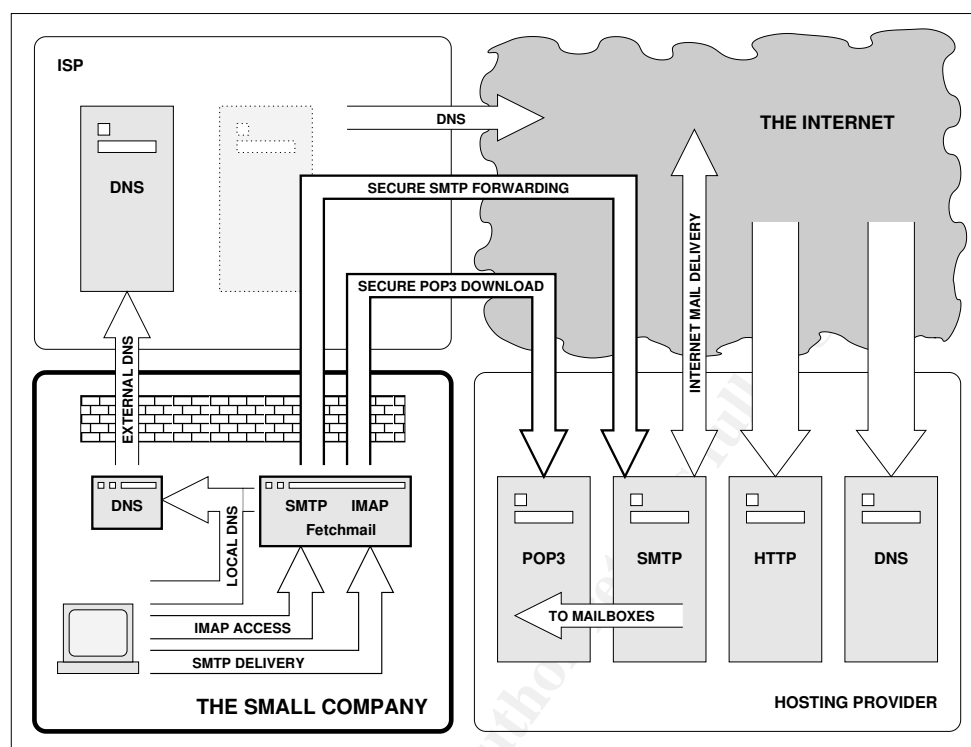 ISP
DNS
DNS
THE INTERNET
SECURE SMTP FORWARDING
SECURE POP3 DOWNLOAD
INTERNET MAIL DELIVERY
EXTERNAL DNS
DNS
SMTP IMAP
Fetchmail
LOCAL DNS
IMAP ACCESS
SMTP DELIVERY
THE SMALL COMPANY
POP3
SMTP
HTTP
DNS
TO MAILBOXES
HOSTING PROVIDER
full